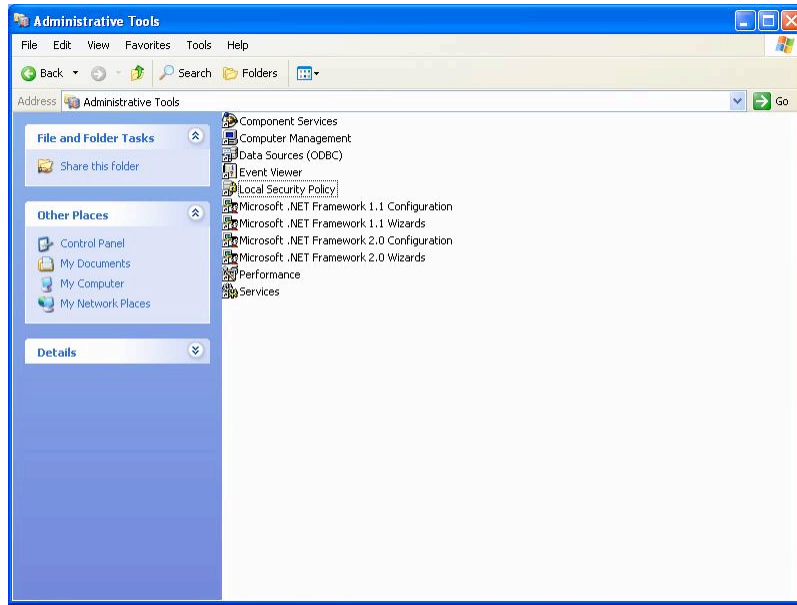 Administrative Tools
File Edit View Favorites Tools Help
Back Search Folders
Address Administrative Tools Go
File and Folder Tasks
Share this folder
Other Places
Control Panel
My Documents
My Computer
My Network Places
Details
Component Services
Computer Management
Data Sources (ODBC)
Event Viewer
Local Security Policy
Microsoft .NET Framework 1.1 Configuration
Microsoft .NET Framework 1.1 Wizards
Microsoft .NET Framework 2.0 Configuration
Microsoft .NET Framework 2.0 Wizards
Performance
Services